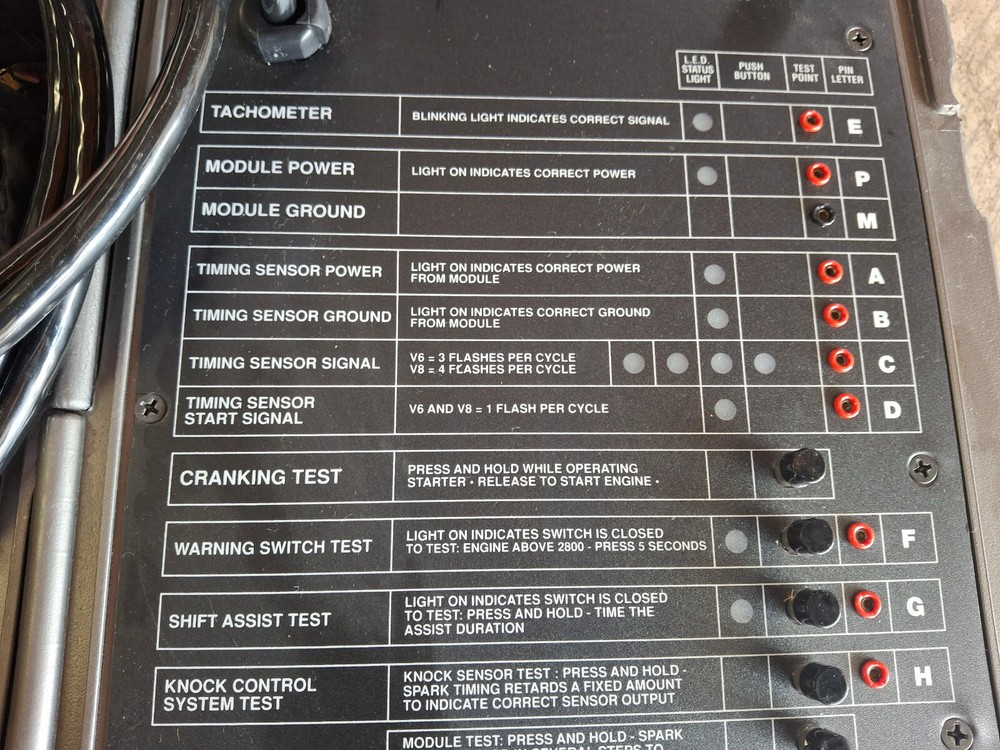 L.E.D. STATUS LIGHT
PUSH BUTTON
TEST POINT
PIN LETTER
TACHOMETER
BLINKING LIGHT INDICATES CORRECT SIGNAL
E
MODULE POWER
LIGHT ON INDICATES CORRECT POWER
P
MODULE GROUND
M
TIMING SENSOR POWER
LIGHT ON INDICATES CORRECT POWER
FROM MODULE
A
TIMING SENSOR GROUND
LIGHT ON INDICATES CORRECT GROUND
FROM MODULE
B
TIMING SENSOR SIGNAL
V6 = 3 FLASHES PER CYCLE
V8 = 4 FLASHES PER CYCLE
C
TIMING SENSOR
START SIGNAL
V6 AND V8 = 1 FLASH PER CYCLE
D
CRANKING TEST
PRESS AND HOLD WHILE OPERATING
STARTER · RELEASE TO START ENGINE ·
WARNING SWITCH TEST
LIGHT ON INDICATES SWITCH IS CLOSED
TO TEST: ENGINE ABOVE 2800 - PRESS 5 SECONDS
F
SHIFT ASSIST TEST
LIGHT ON INDICATES SWITCH IS CLOSED
TO TEST: PRESS AND HOLD - TIME THE
ASSIST DURATION
G
KNOCK CONTROL
SYSTEM TEST
KNOCK SENSOR TEST : PRESS AND HOLD -
SPARK TIMING RETARDS A FIXED AMOUNT
TO INDICATE CORRECT SENSOR OUTPUT
H
MODULE TEST: PRESS AND HOLD - SPARK
IN SEVERAL STEPS TO